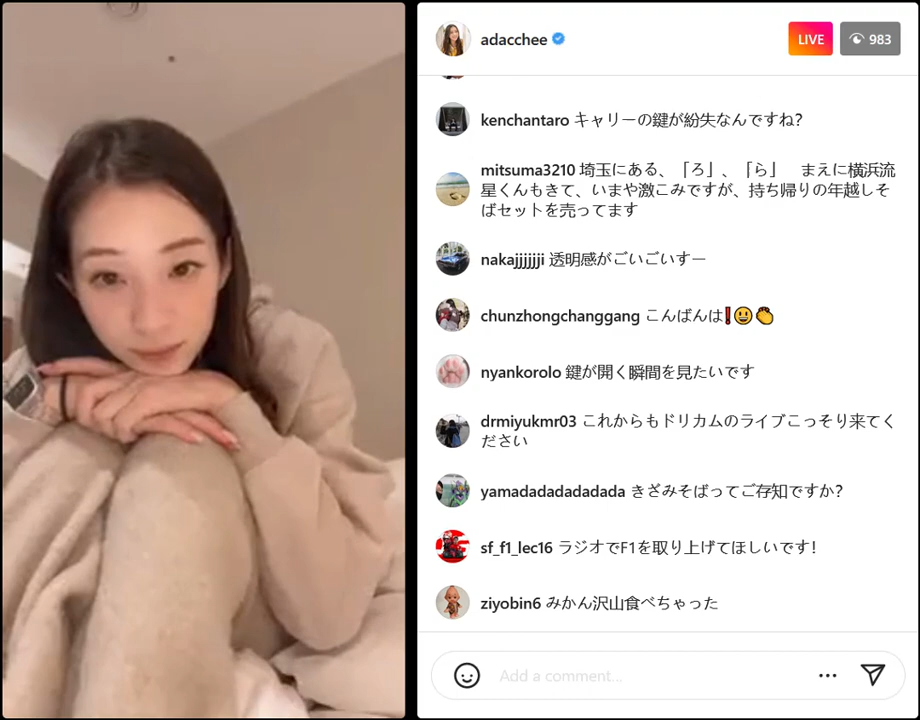 adacchee
LIVE
983
kenchantaro キャリーの鍵が紛失なんですね?
mitsuma3210 埼玉にある、「ろ」、「ら」　まえに横浜流
星くんもきて、いまや激こみですが、持ち帰りの年越しそ
ばセットを売ってます
nakajjjjjji 透明感がごいごいすー
chunzhongchanggang こんばんは❗😃👏
nyankorolo 鍵が開く瞬間を見たいです
drmiyukmr03 これからもドリカムのライブこっそり来てく
ださい
yamadadadadadada きざみそばってご存知ですか?
sf_f1_lec16 ラジオでF1を取り上げてほしいです!
ziyobin6 みかん沢山食べちゃった
Add a comment...